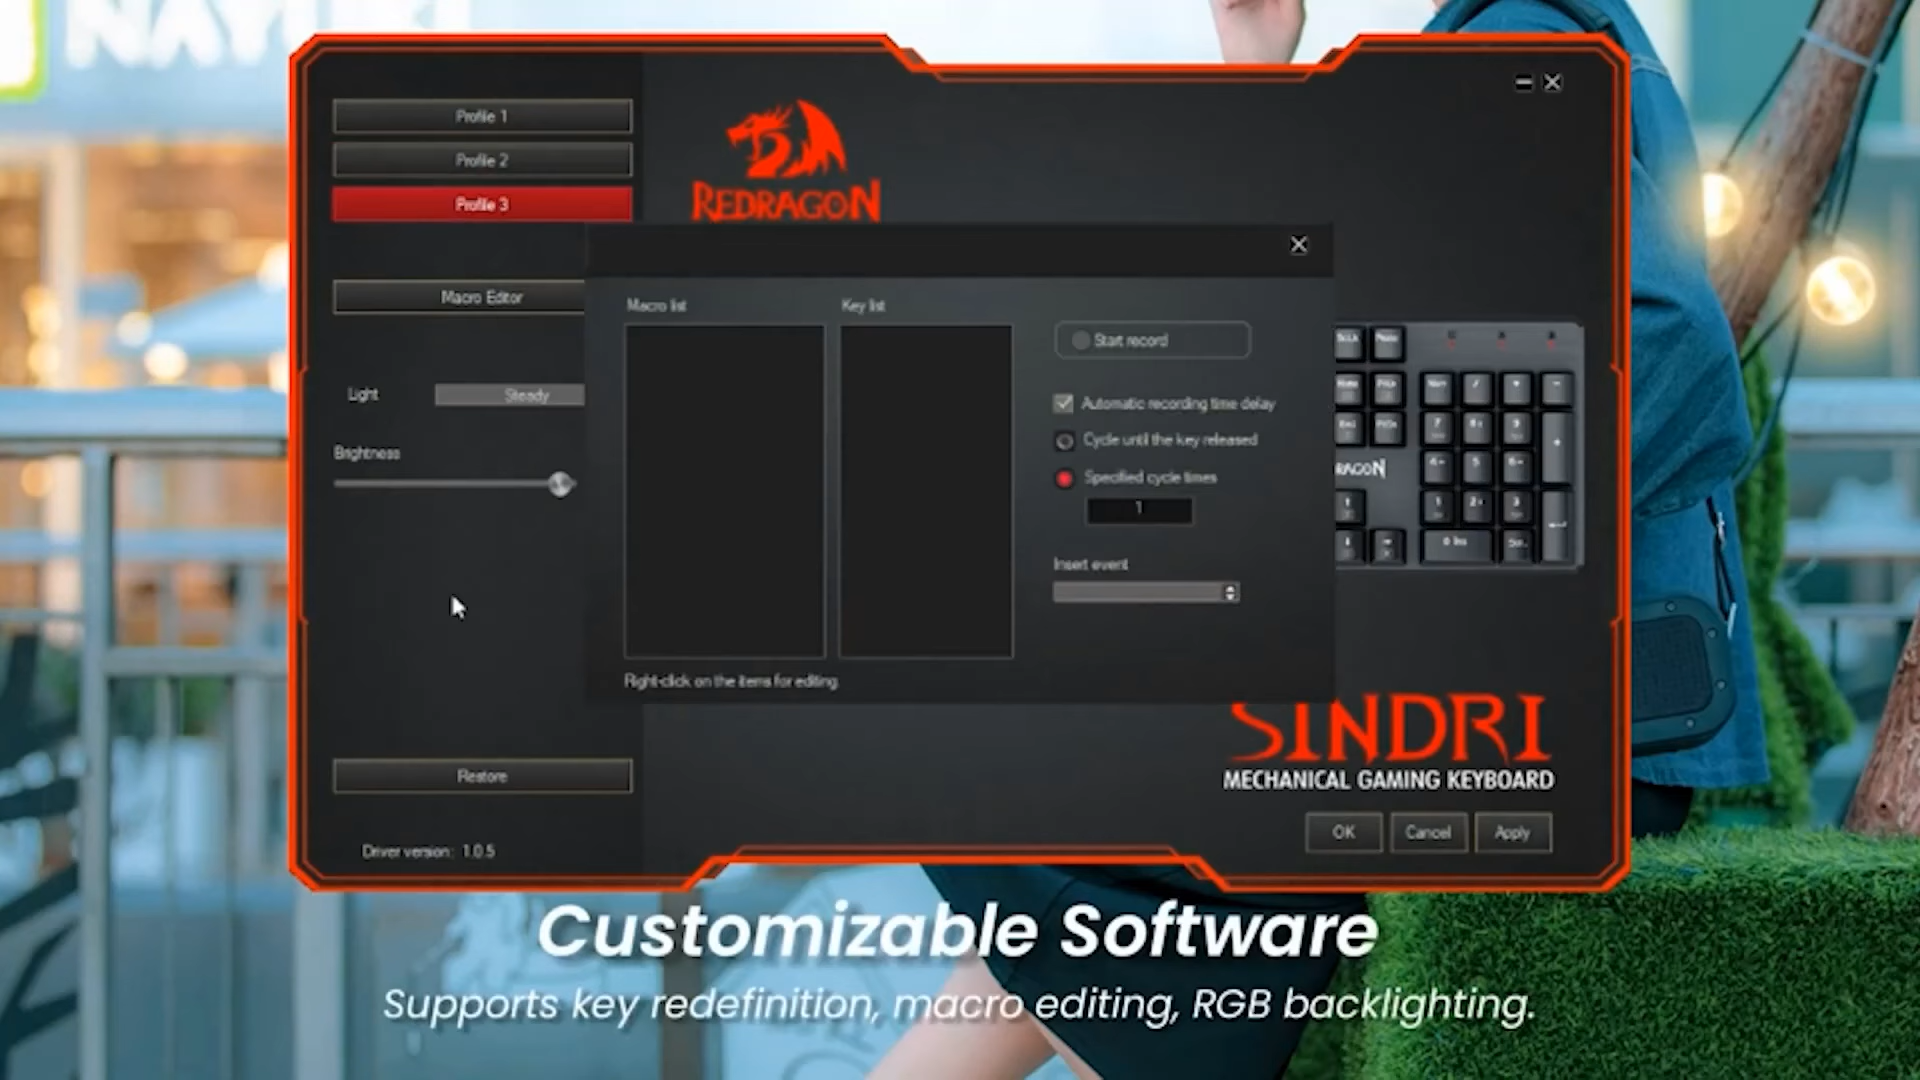 Profile 1
Profile 2
Profile 3
REDRAGON
Macro Editor
Macro list
Key list
Start record
Automatic recording time delay
Cycle until the key released
Specified cycle times
1
Insert event
Light
Steady
Brightness
Right-click on the items for editing
Restore
Driver version: 1.0.5
SINDRI
MECHANICAL GAMING KEYBOARD
OK
Cancel
Apply
Customizable Software
Supports key redefinition, macro editing, RGB backlighting.